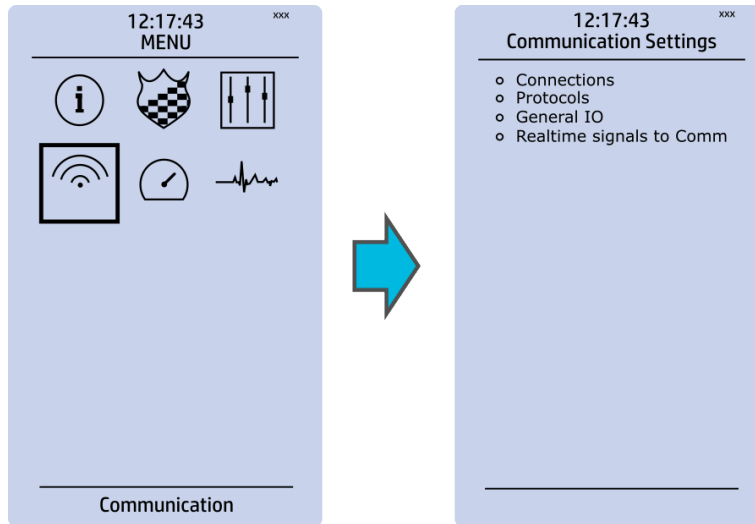 12:17:43
xxx
MENU
i
Communication
12:17:43
xxx
Communication Settings
Connections
Protocols
General IO
Realtime signals to Comm